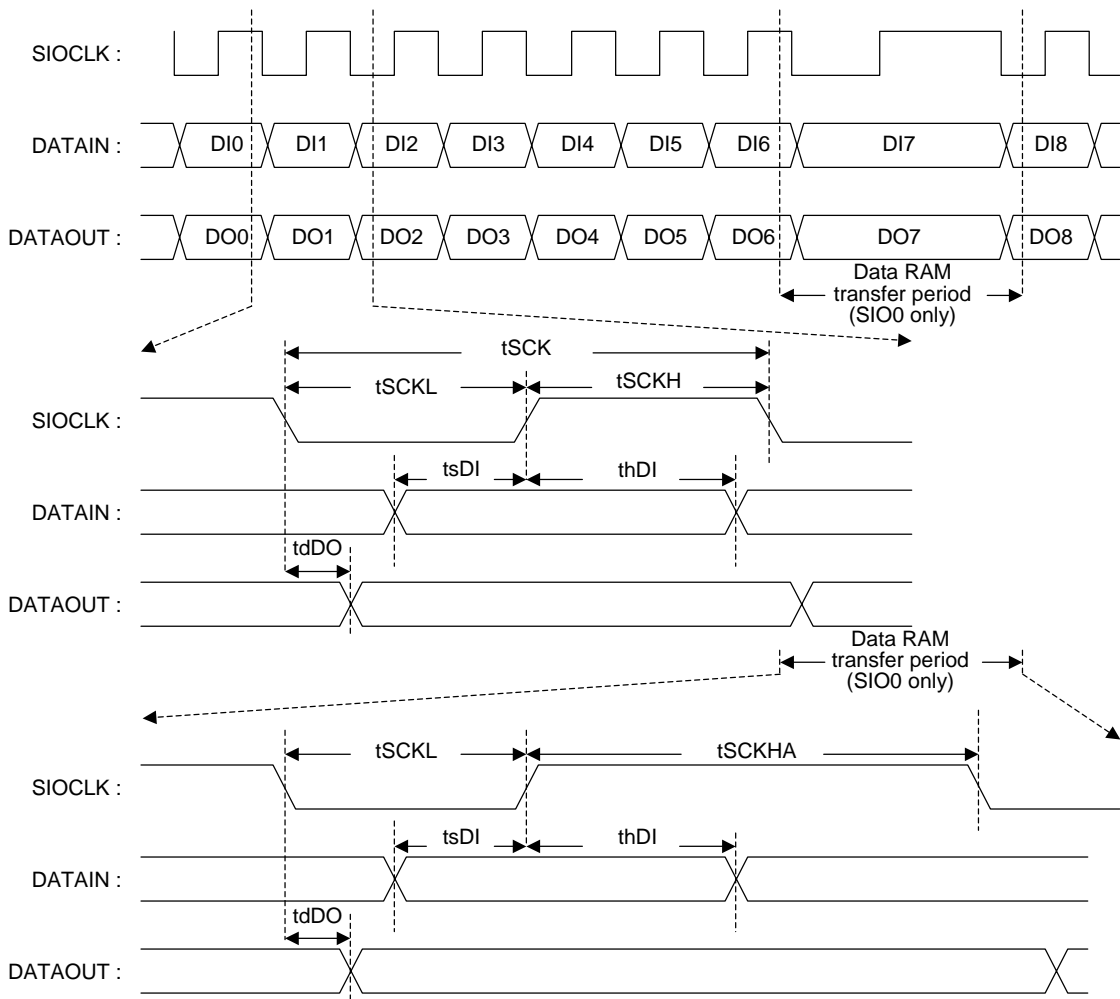 SIOCLK :
DATAIN : DI0 DI1 DI2 DI3 DI4 DI5 DI6 DI7 DI8
DATAOUT : DO0 DO1 DO2 DO3 DO4 DO5 DO6 DO7 DO8
Data RAM
transfer period
(SIO0 only)
tSCK
tSCKL tSCKH
SIOCLK :
tsDI thDI
DATAIN :
tdDO
DATAOUT :
Data RAM
transfer period
(SIO0 only)
tSCKL tSCKHA
SIOCLK :
tsDI thDI
DATAIN :
tdDO
DATAOUT :